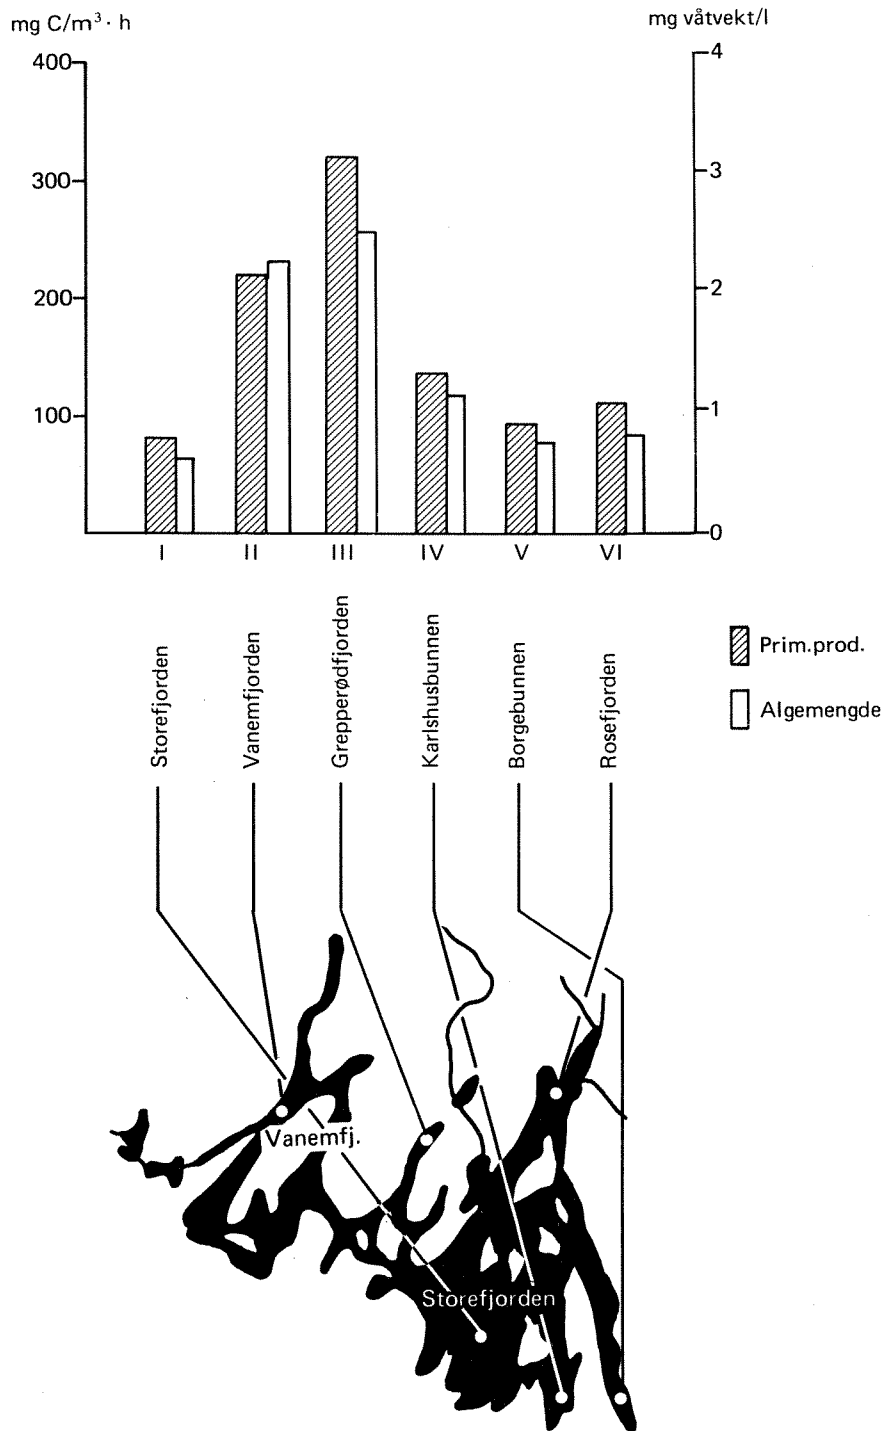 mg C/m³· h
mg våtvekt/l
400
300
200
100
4
3
2
1
0
I II III IV V VI
Storefjorden
Vanemfjorden
Grepperødfjorden
Karlshusbunnen
Borgebunnen
Rosefjorden
Prim.prod.
Algemengde
Vanemfj.
Storefjorden